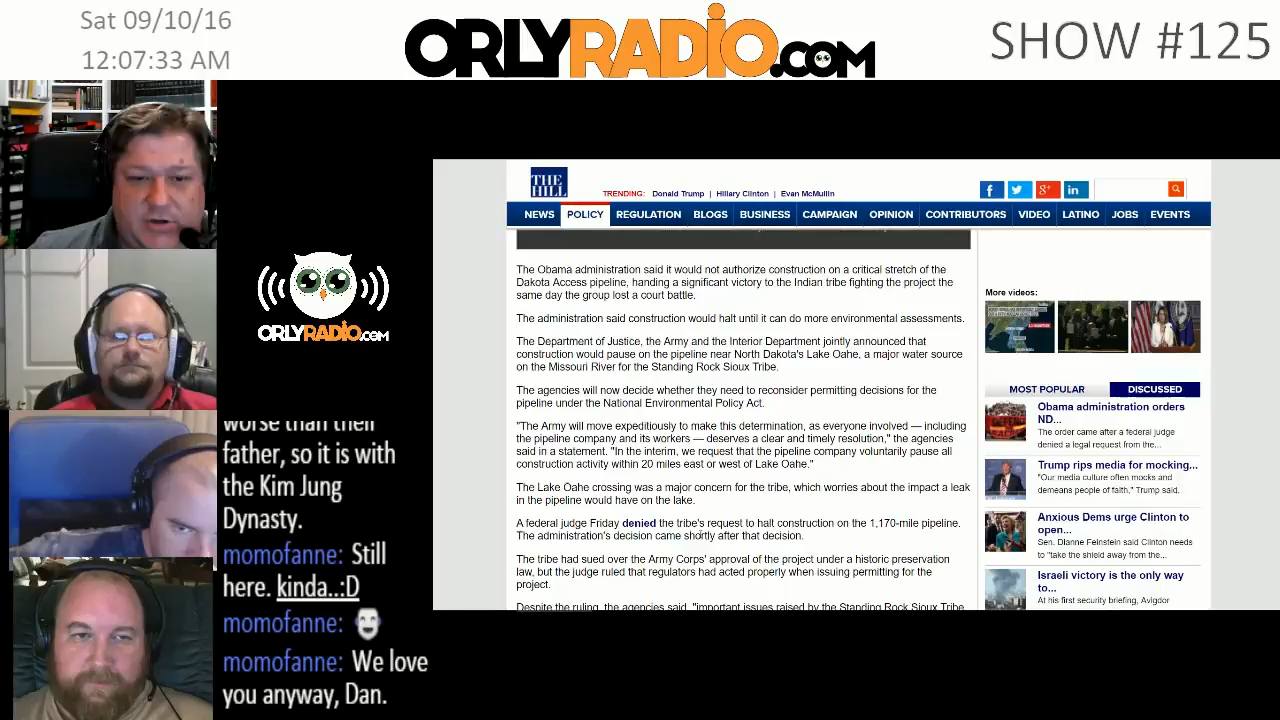 Sat 09/10/16
12:07:33 AM
ORLYRADIO.COM
SHOW #125
THE HILL
TRENDING: Donald Trump | Hillary Clinton | Evan McMullin
NEWS POLICY REGULATION BLOGS BUSINESS CAMPAIGN OPINION CONTRIBUTORS VIDEO LATINO JOBS EVENTS
The Obama administration said it would not authorize construction on a critical stretch of the
Dakota Access pipeline, handing a significant victory to the Indian tribe fighting the project the
same day the group lost a court battle.
The administration said construction would halt until it can do more environmental assessments.
The Department of Justice, the Army and the Interior Department jointly announced that
construction would pause on the pipeline near North Dakota's Lake Oahe, a major water source
on the Missouri River for the Standing Rock Sioux Tribe.
The agencies will now decide whether they need to reconsider permitting decisions for the
pipeline under the National Environmental Policy Act.
"The Army will move expeditiously to make this determination, as everyone involved — including
the pipeline company and its workers — deserves a clear and timely resolution," the agencies
said in a statement. "In the interim, we request that the pipeline company voluntarily pause all
construction activity within 20 miles east or west of Lake Oahe."
The Lake Oahe crossing was a major concern for the tribe, which worries about the impact a leak
in the pipeline would have on the lake.
A federal judge Friday denied the tribe's request to halt construction on the 1,170-mile pipeline.
The administration's decision came shortly after that decision.
The tribe had sued over the Army Corps' approval of the project under a historic preservation
law, but the judge ruled that regulators had acted properly when issuing permitting for the
project.
Despite the ruling, the agencies said, "important issues raised by the Standing Rock Sioux Tribe
More videos:
MOST POPULAR DISCUSSED
Obama administration orders
ND...
The order came after a federal judge
denied a legal request from the...
Trump rips media for mocking...
"Our media culture often mocks and
demeans people of faith," Trump said.
Anxious Dems urge Clinton to
open...
Sen. Dianne Feinstein said Clinton needs
to "take the shield away from the...
Israeli victory is the only way
to...
At his first security briefing, Avigdor
ORLYRADIO.COM
worse than their
father, so it is with
the Kim Jung
Dynasty.
momofanne: Still
here. kinda..:D
momofanne:
momofanne: We love
you anyway, Dan.